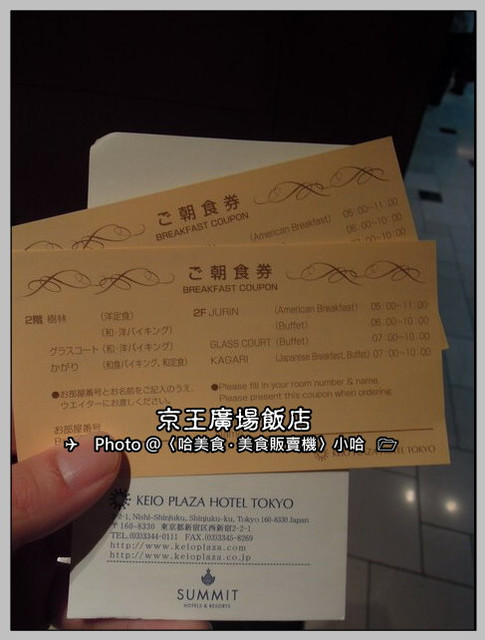 ご朝食券
BREAKFAST COUPON
(American Breakfast) 05:00~11:00
06:00~10:00
ご朝食券
BREAKFAST COUPON
2階 樹林 (洋定食) 2F JURIN (American Breakfast) 05:00~11:00
(和・洋バイキング) (Buffet) 06:00~10:00
グラスコート (和・洋バイキング) GLASS COURT (Buffet) 07:00~10:00
かがり (和食バイキング、和定食) KAGARI (Japanese Breakfast, Buffet) 07:00~10:00
●お部屋番号とお名前をご記入のうえ、
ウエイターにお渡しください。
●Please fill in your room number & name.
Please present this coupon when ordering.
お部屋番号
京王廣場飯店
✈ Photo @〈哈美食・美食販賣機〉小哈
KEIO PLAZA HOTEL TOKYO
KEIO PLAZA HOTEL TOKYO
2-1, Nishi-Shinjuku, Shinjuku-ku, Tokyo 160-8330 Japan
〒160-8330 東京都新宿区西新宿2-2-1
TEL.(03)3344-0111 FAX.(03)3345-8269
http://www.keioplaza.com
http://www.keioplaza.co.jp
SUMMIT
HOTELS & RESORTS